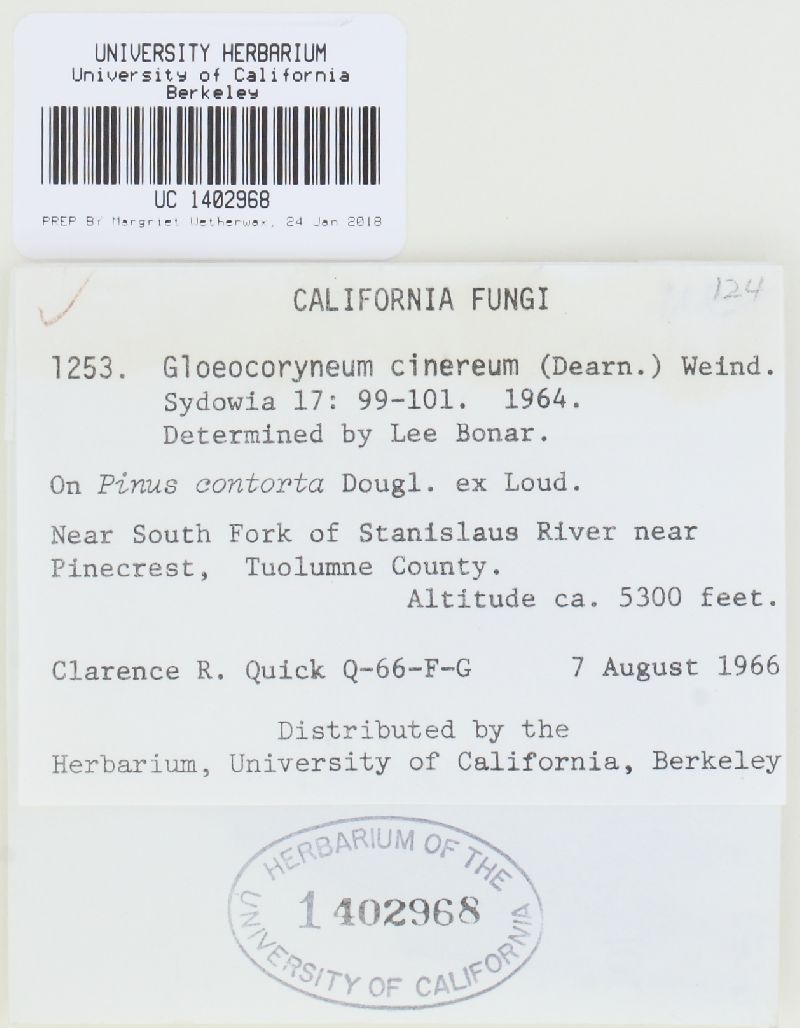 UNIVERSITY HERBARIUM
University of California
Berkeley
UC 1402968
PREP BY Margriet Wetherwax, 24 Jan 2018
CALIFORNIA FUNGI
124
1253. Gloeocoryneum cinereum (Dearn.) Weind.
Sydowia 17: 99-101. 1964.
Determined by Lee Bonar.
On Pinus contorta Dougl. ex Loud.
Near South Fork of Stanislaus River near
Pinecrest, Tuolumne County.
Altitude ca. 5300 feet.
Clarence R. Quick Q-66-F-G 7 August 1966
Distributed by the
Herbarium, University of California, Berkeley
HERBARIUM OF THE
1402968
UNIVERSITY OF CALIFORNIA